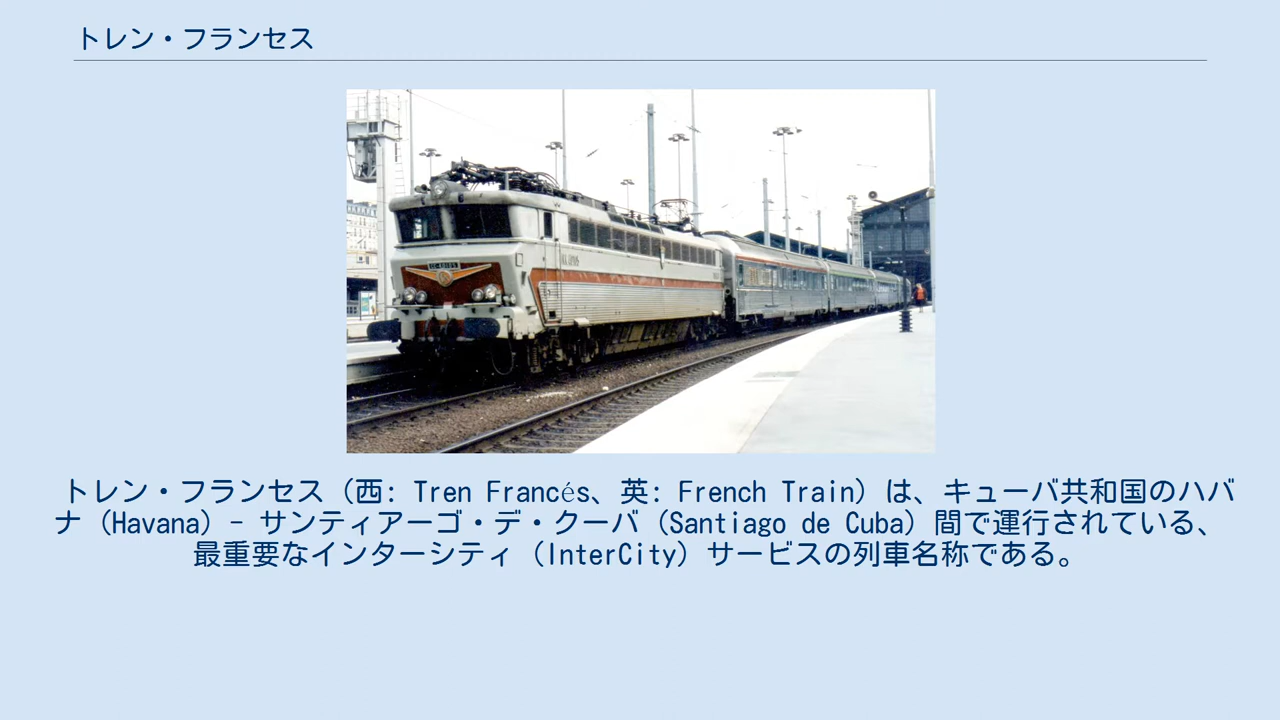 トレン・フランセス
トレン・フランセス（西: Tren Francés、英: French Train）は、キューバ共和国のハバ
ナ（Havana）- サンティアーゴ・デ・クーバ（Santiago de Cuba）間で運行されている、
最重要なインターシティ（InterCity）サービスの列車名称である。